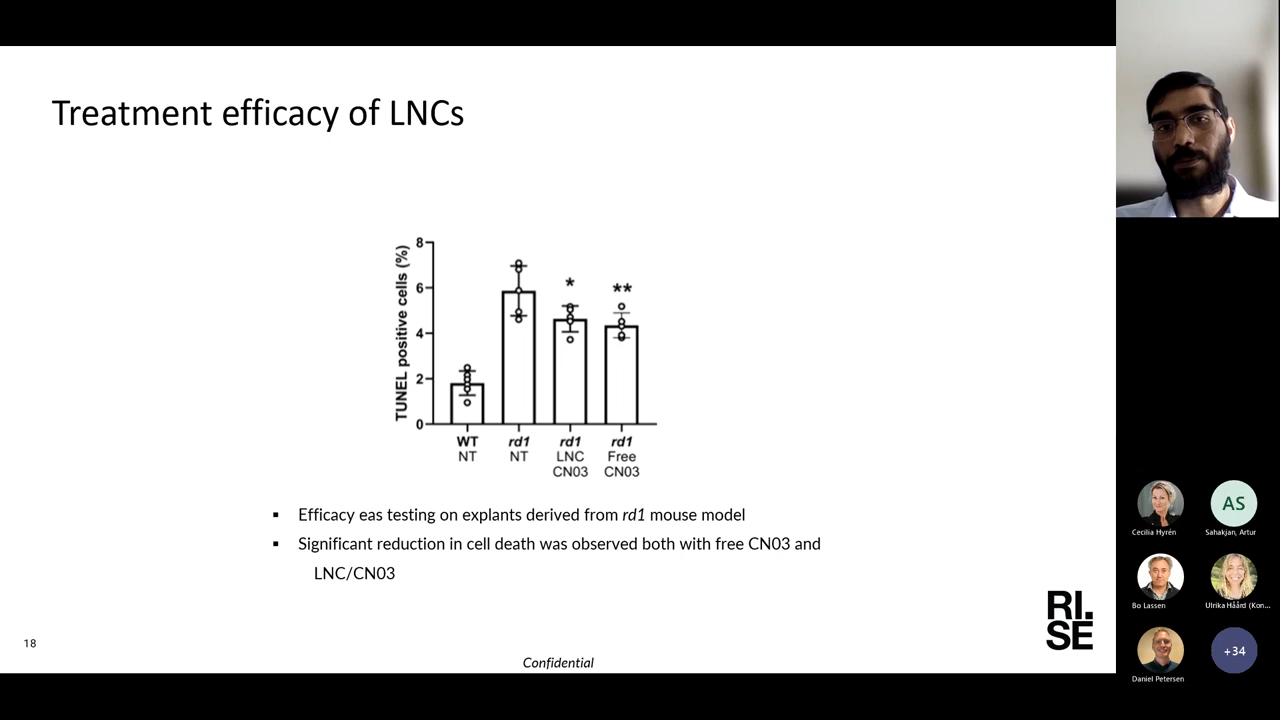 Treatment efficacy of LNCs
TUNEL positive cells (%)
8
6
4
2
0
*
**
WT
NT
rd1
NT
rd1
LNC
CN03
rd1
Free
CN03
▪ Efficacy eas testing on explants derived from rd1 mouse model
▪ Significant reduction in cell death was observed both with free CN03 and
LNC/CN03
18
Confidential
RI.
SE
AS
Cecilia Hyrén
Sahakjan, Artur
Bo Lassen
Ulrika Håård (Kon...
Daniel Petersen
+34